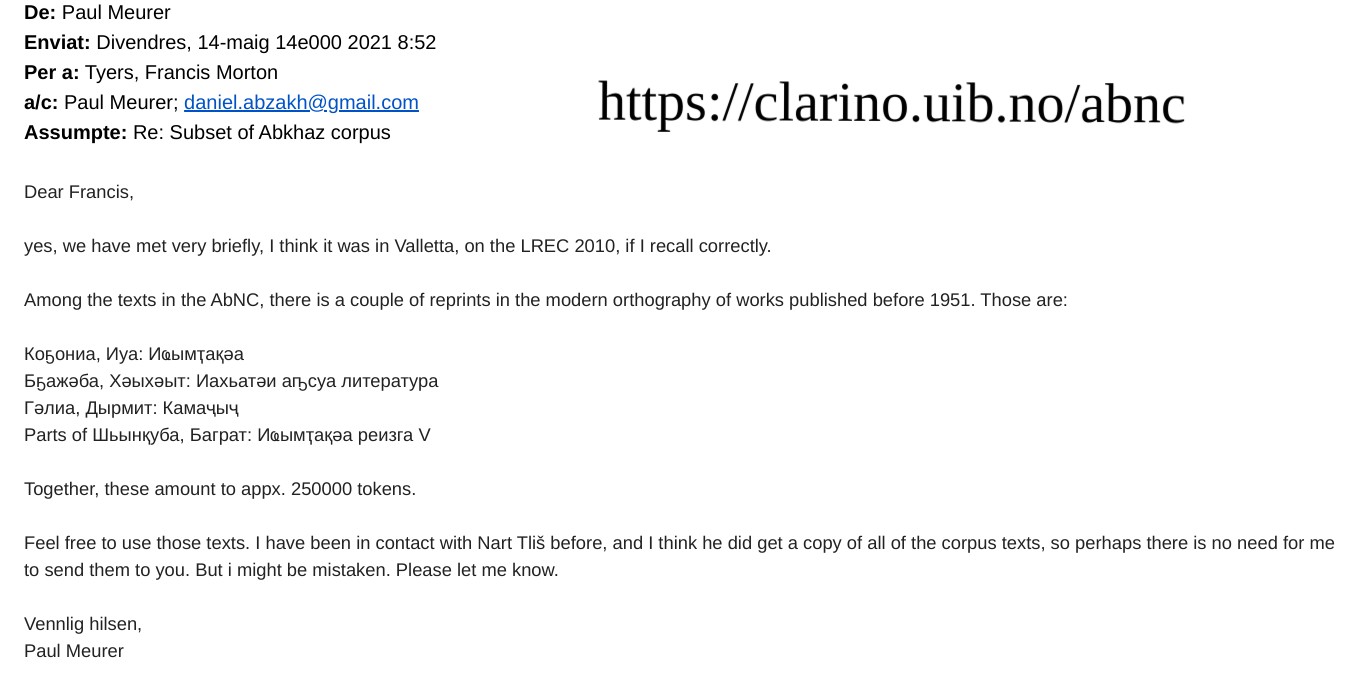 De: Paul Meurer
Enviat: Divendres, 14-maig 14e000 2021 8:52
Per a: Tyers, Francis Morton
a/c: Paul Meurer; daniel.abzakh@gmail.com
Assumpte: Re: Subset of Abkhaz corpus
https://clarino.uib.no/abnc
Dear Francis,
yes, we have met very briefly, I think it was in Valletta, on the LREC 2010, if I recall correctly.
Among the texts in the AbNC, there is a couple of reprints in the modern orthography of works published before 1951. Those are:
Коӷониа, Иуа: Иҩымҭақәа
Бӷажәба, Хәыхәыт: Иахьатәи аҧсуа литература
Гәлиа, Дырмит: Камаҷыҷ
Parts of Шьынқуба, Баграт: Иҩымҭақәа реизга V
Together, these amount to appx. 250000 tokens.
Feel free to use those texts. I have been in contact with Nart Tliš before, and I think he did get a copy of all of the corpus texts, so perhaps there is no need for me
to send them to you. But i might be mistaken. Please let me know.
Vennlig hilsen,
Paul Meurer